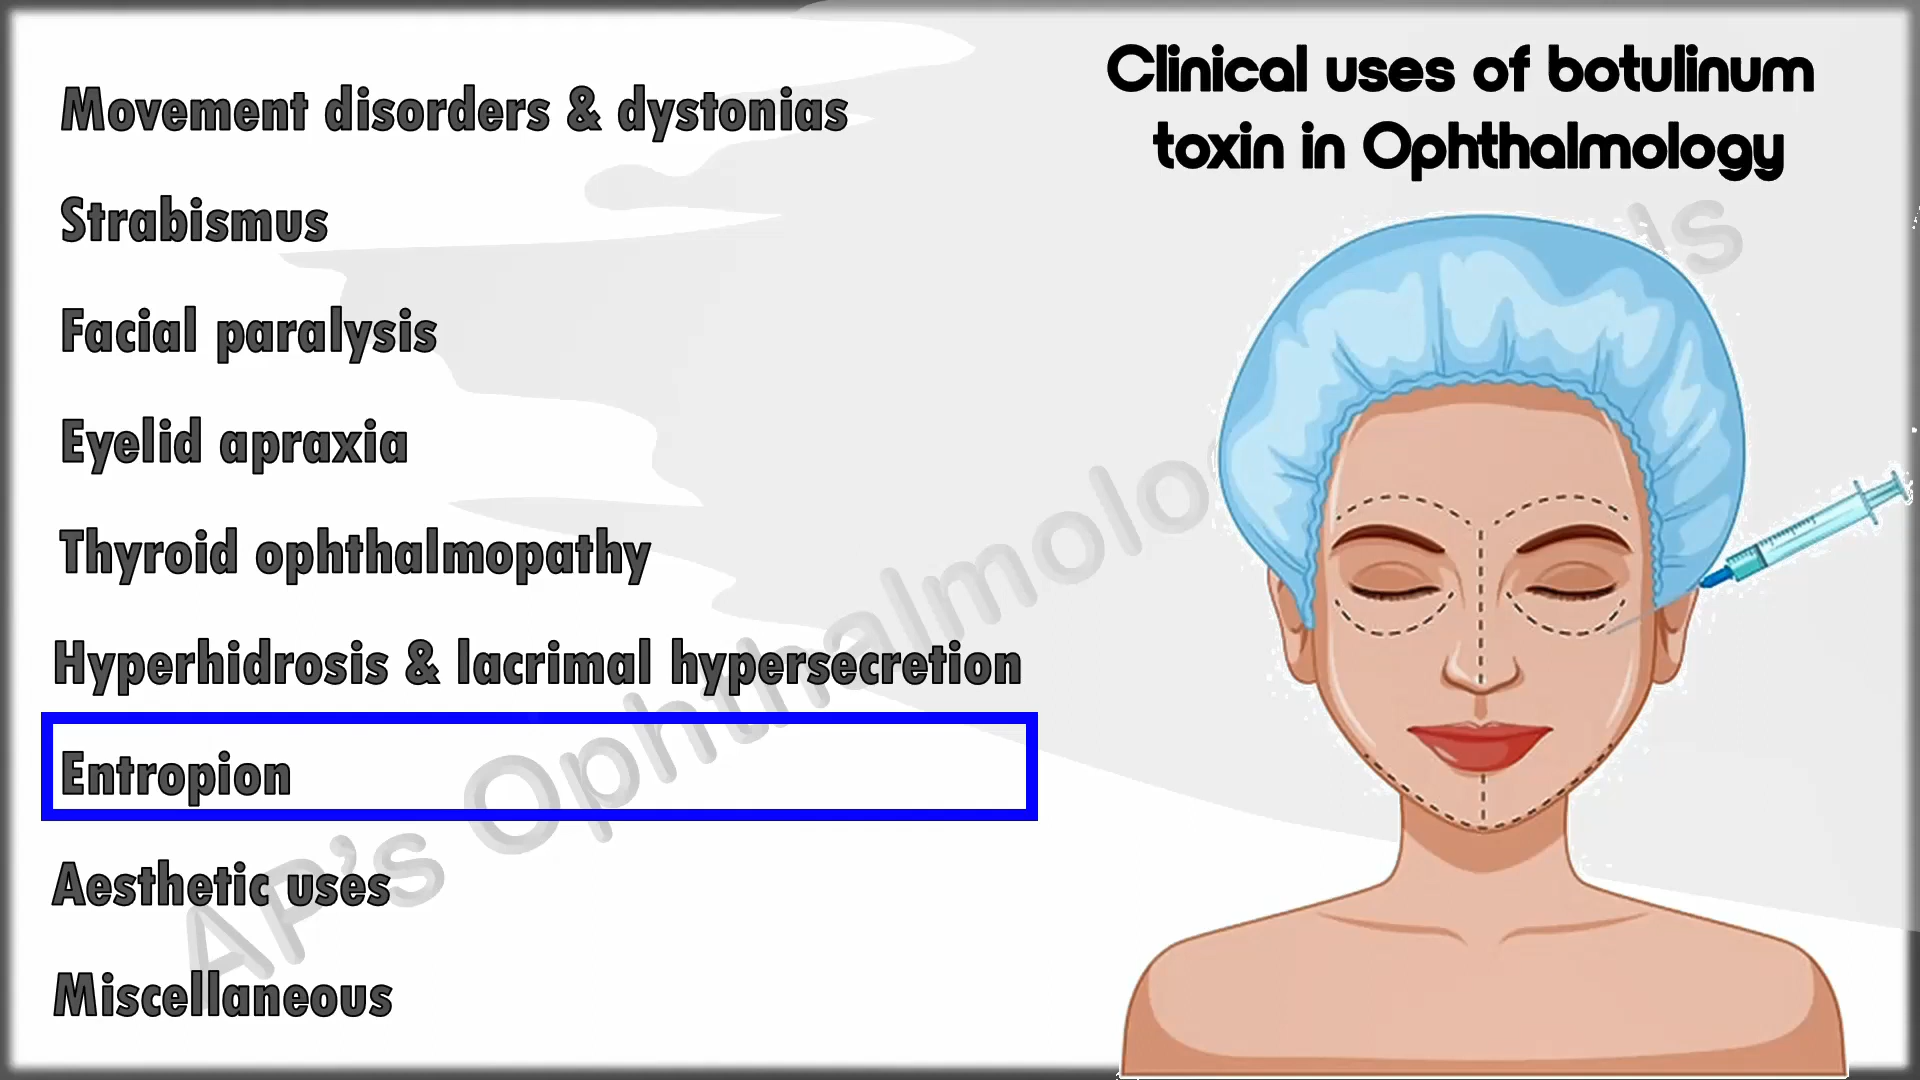 Clinical uses of botulinum
toxin in Ophthalmology
Movement disorders & dystonias
Strabismus
Facial paralysis
Eyelid apraxia
Thyroid ophthalmopathy
Hyperhidrosis & lacrimal hypersecretion
Entropion
Aesthetic uses
Miscellaneous
AP's Ophthalmolo